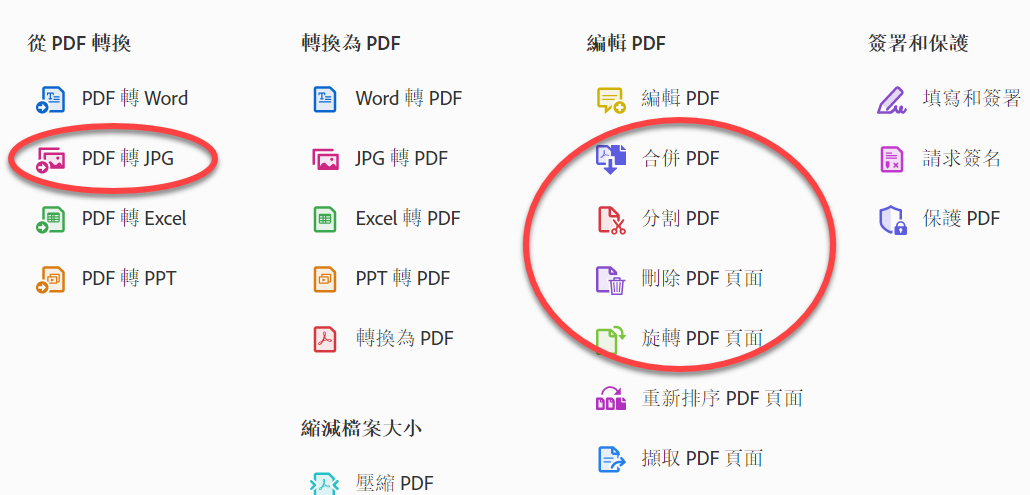 從 PDF 轉換
PDF 轉 Word
PDF 轉 JPG
PDF 轉 Excel
PDF 轉 PPT
轉換為 PDF
Word 轉 PDF
JPG 轉 PDF
Excel 轉 PDF
PPT 轉 PDF
轉換為 PDF
縮減檔案大小
壓縮 PDF
編輯 PDF
編輯 PDF
合併 PDF
分割 PDF
刪除 PDF 頁面
旋轉 PDF 頁面
重新排序 PDF 頁面
擷取 PDF 頁面
簽署和保護
填寫和簽署
請求簽名
保護 PDF